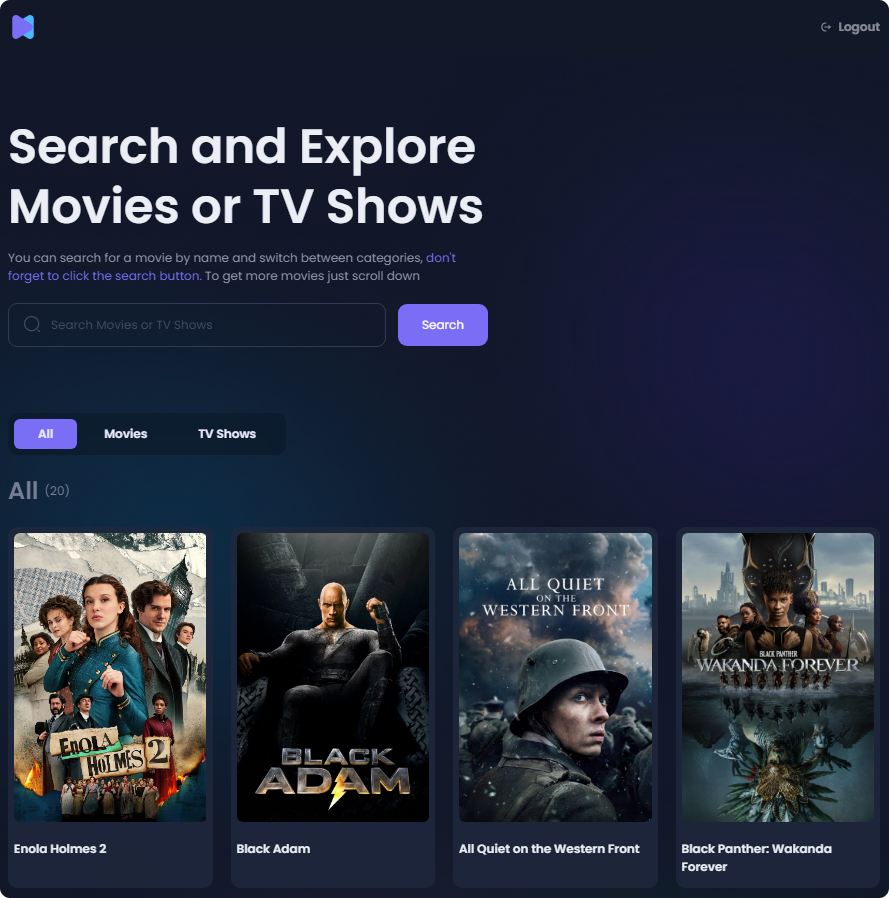 Logout
Search and Explore
Movies or TV Shows
You can search for a movie by name and switch between categories, don't
forget to click the search button. To get more movies just scroll down
Search Movies or TV Shows
Search
All
Movies
TV Shows
All (20)
ENOLA
HOLMES 2
BLACK
ADAM
ALL QUIET
ON THE
WESTERN FRONT
BLACK PANTHER
WAKANDA FOREVER
Enola Holmes 2
Black Adam
All Quiet on the Western Front
Black Panther: Wakanda
Forever